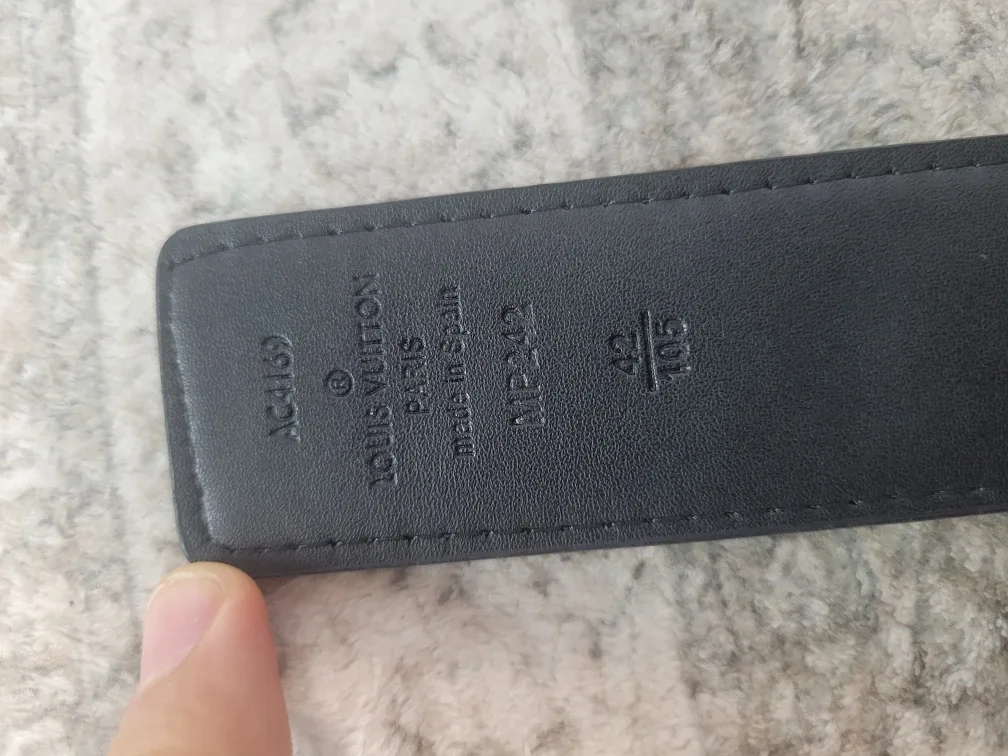 AC4169
®
LOUIS VUITTON
PARIS
made in Spain
MP242
42
105